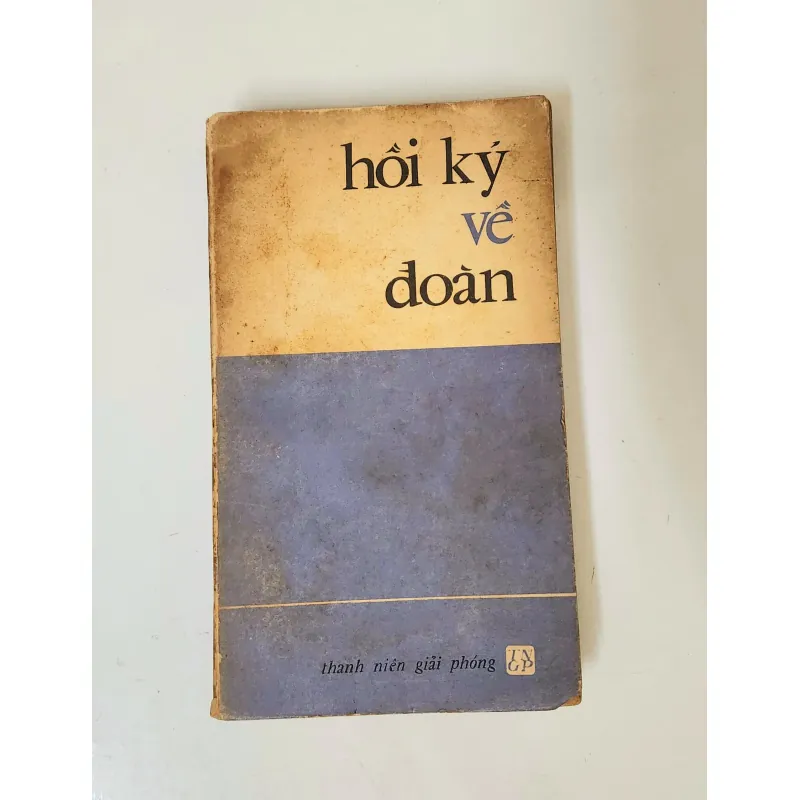 hồi ký
về
đoàn
thanh niên giải phóng
TN
GP